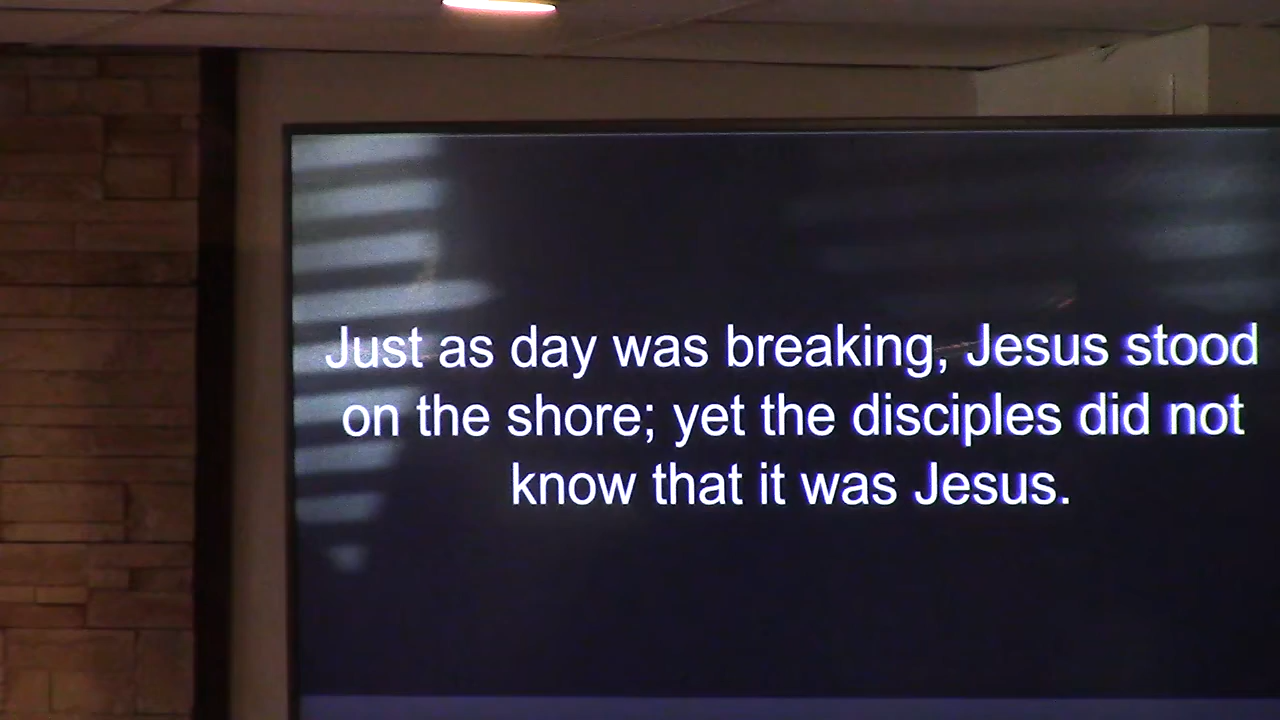 Just as day was breaking, Jesus stood
on the shore; yet the disciples did not
know that it was Jesus.